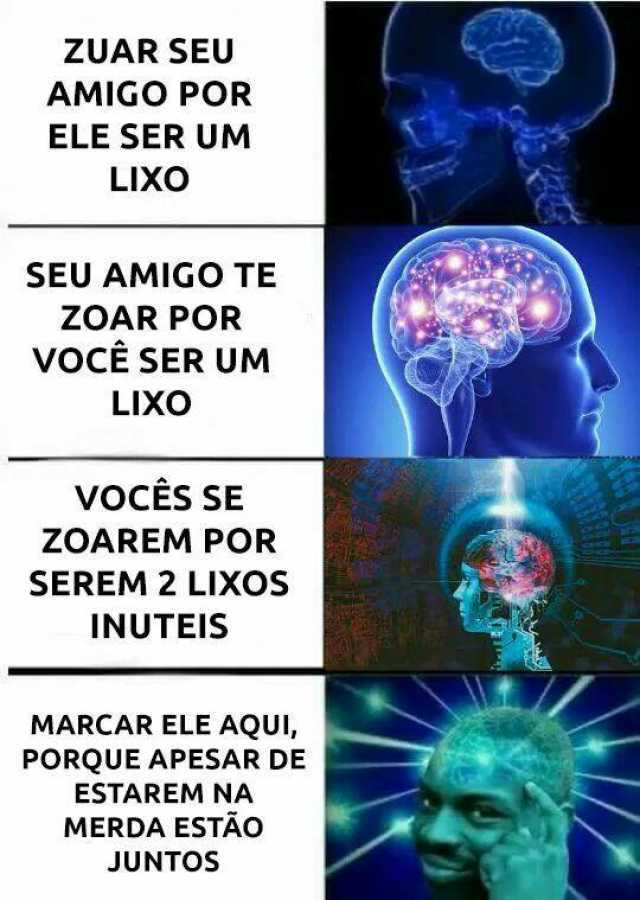 ZUAR SEU
AMIGO POR
ELE SER UM
LIXO
SEU AMIGO TE
ZOAR POR
VOCÊ SER UM
LIXO
VOCÊS SE
ZOAREM POR
SEREM 2 LIXOS
INUTEIS
MARCAR ELE AQUI,
PORQUE APESAR DE
ESTAREM NA
MERDA ESTÃO
JUNTOS